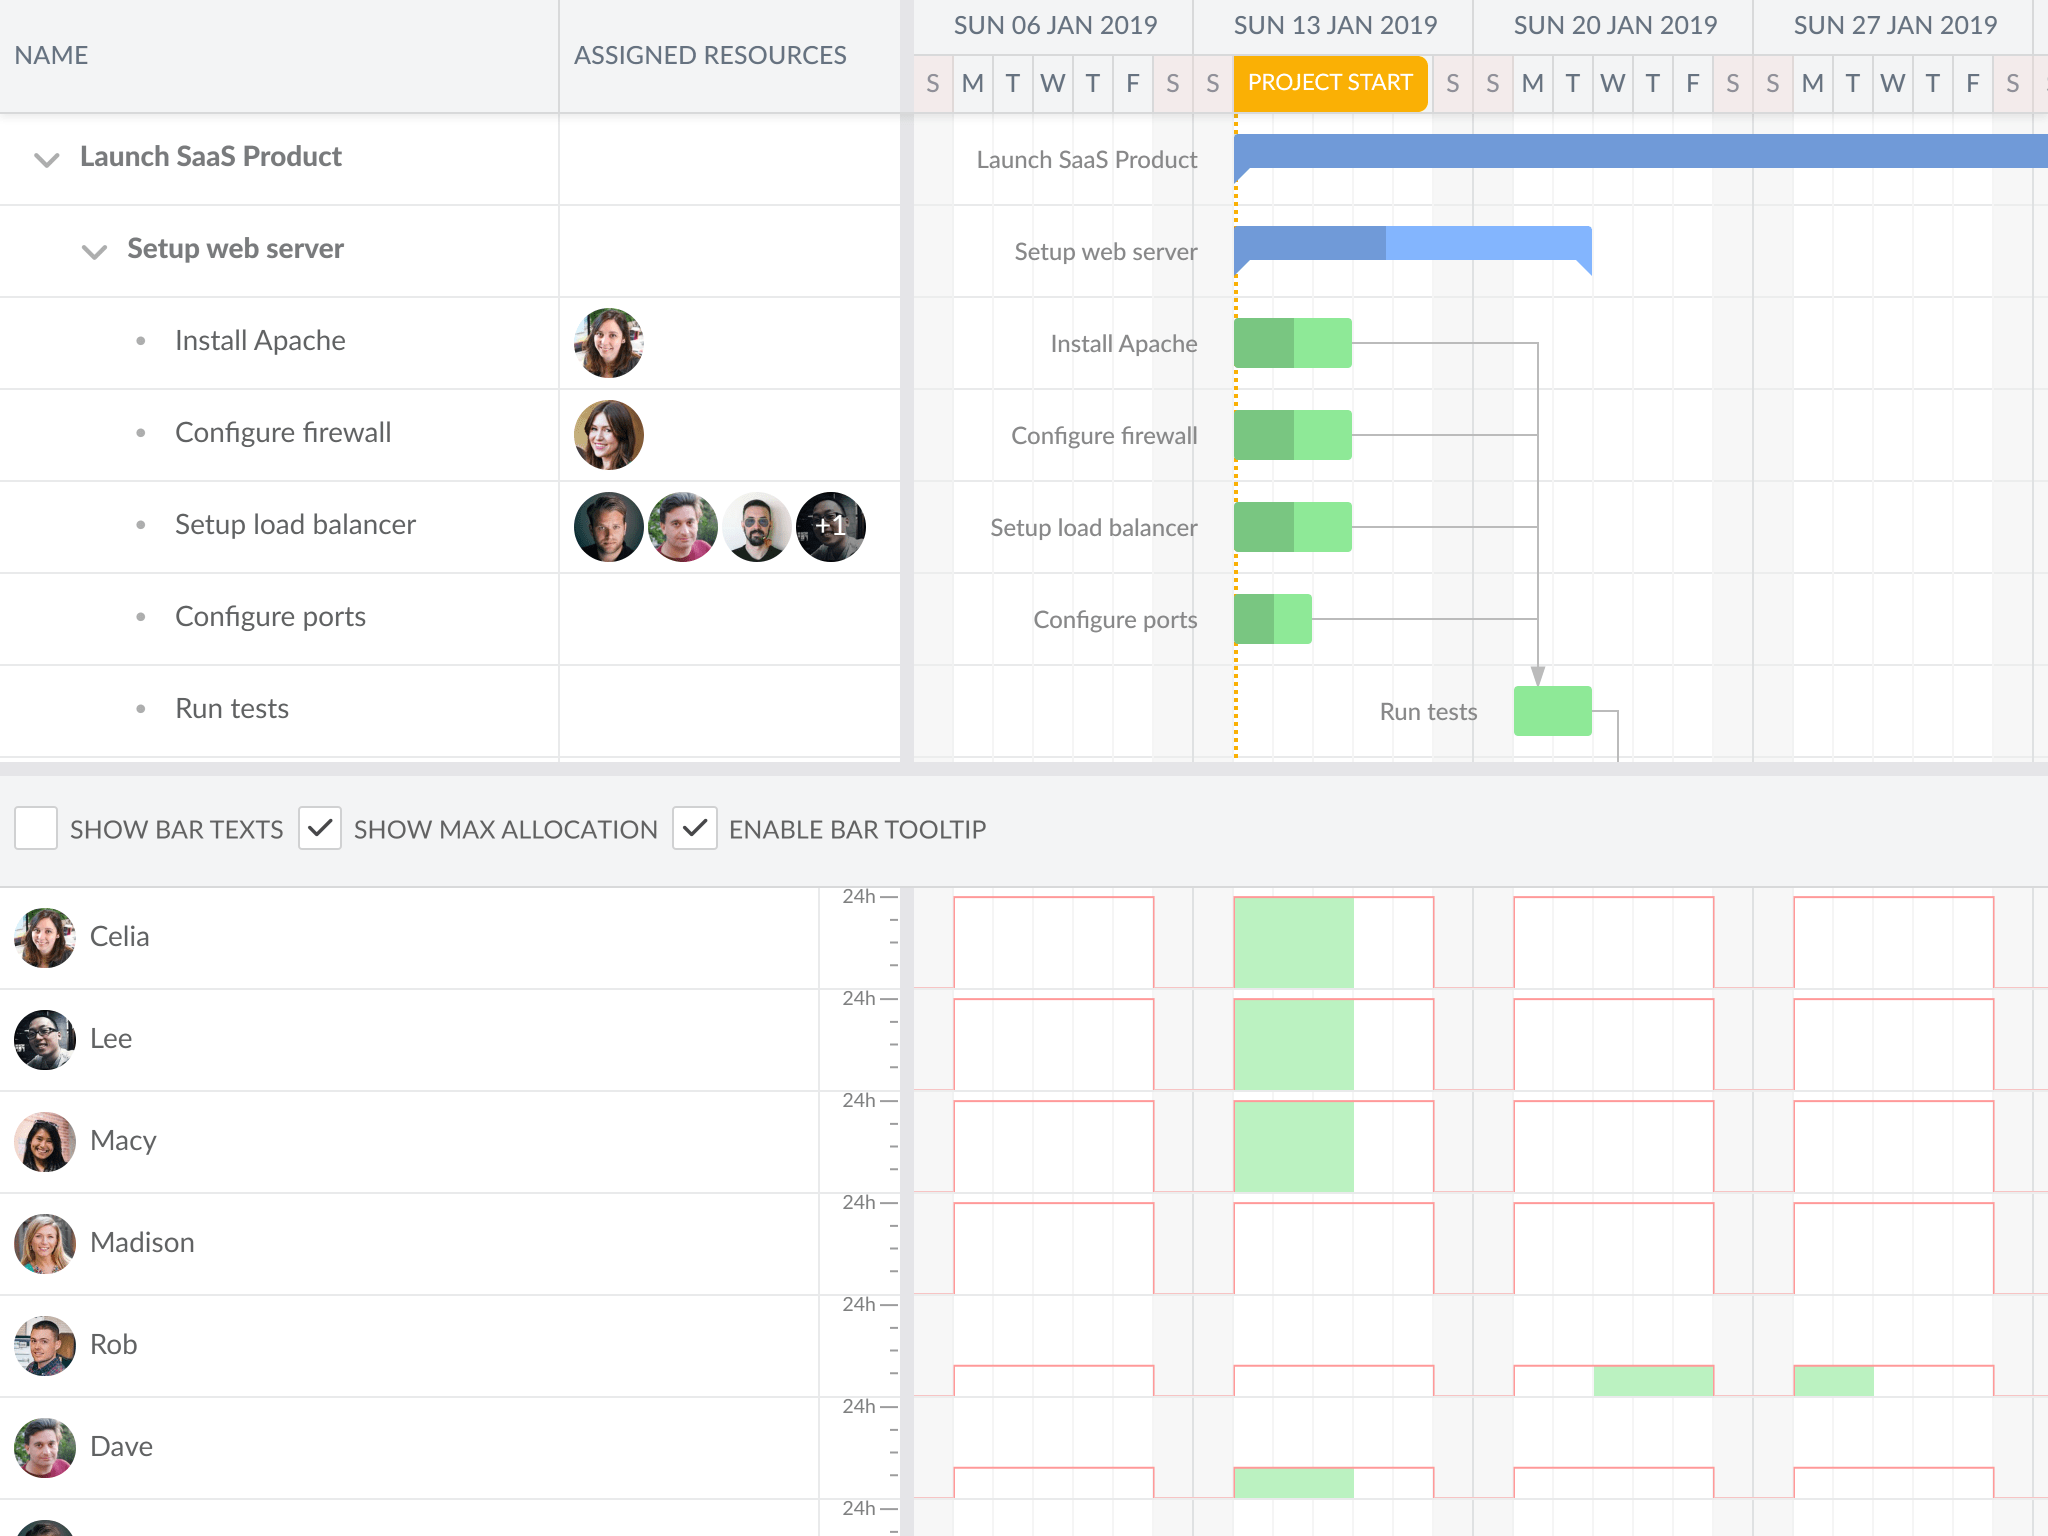 NAME
ASSIGNED RESOURCES
SUN 06 JAN 2019
SUN 13 JAN 2019
SUN 20 JAN 2019
SUN 27 JAN 2019
S M T W T F S S PROJECT START S S M T W T F S S M T W T F S
Launch SaaS Product
Launch SaaS Product
Setup web server
Setup web server
Install Apache
Install Apache
Configure firewall
Configure firewall
Setup load balancer
+1
Setup load balancer
Configure ports
Configure ports
Run tests
Run tests
SHOW BAR TEXTS
SHOW MAX ALLOCATION
ENABLE BAR TOOLTIP
Celia
24h
Lee
24h
Macy
24h
Madison
24h
Rob
24h
Dave
24h
24h